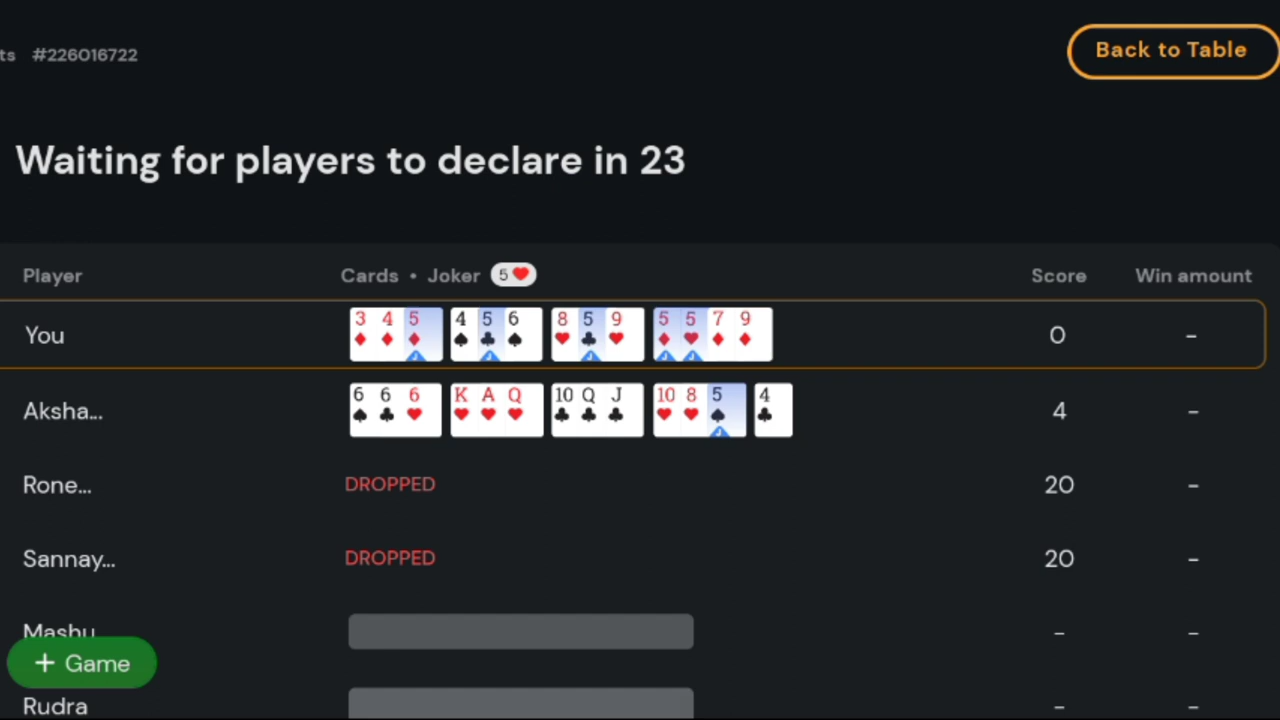 ts #226016722
Back to Table
Waiting for players to declare in 23
Player Cards • Joker 5♥ Score Win amount
You 3♦ 4♦ 5♦ 4♠ 5♣ 6♠ 8♥ 5♣ 9♥ 5♦ 5♥ 7♦ 9♦ 0 -
Aksha... 6♠ 6♣ 6♥ K♥ A♥ Q♥ 10♣ Q♣ J♣ 10♥ 8♥ 5♠ 4♣ 4 -
Rone... DROPPED 20 -
Sannay... DROPPED 20 -
Mashu - -
+ Game
Rudra - -